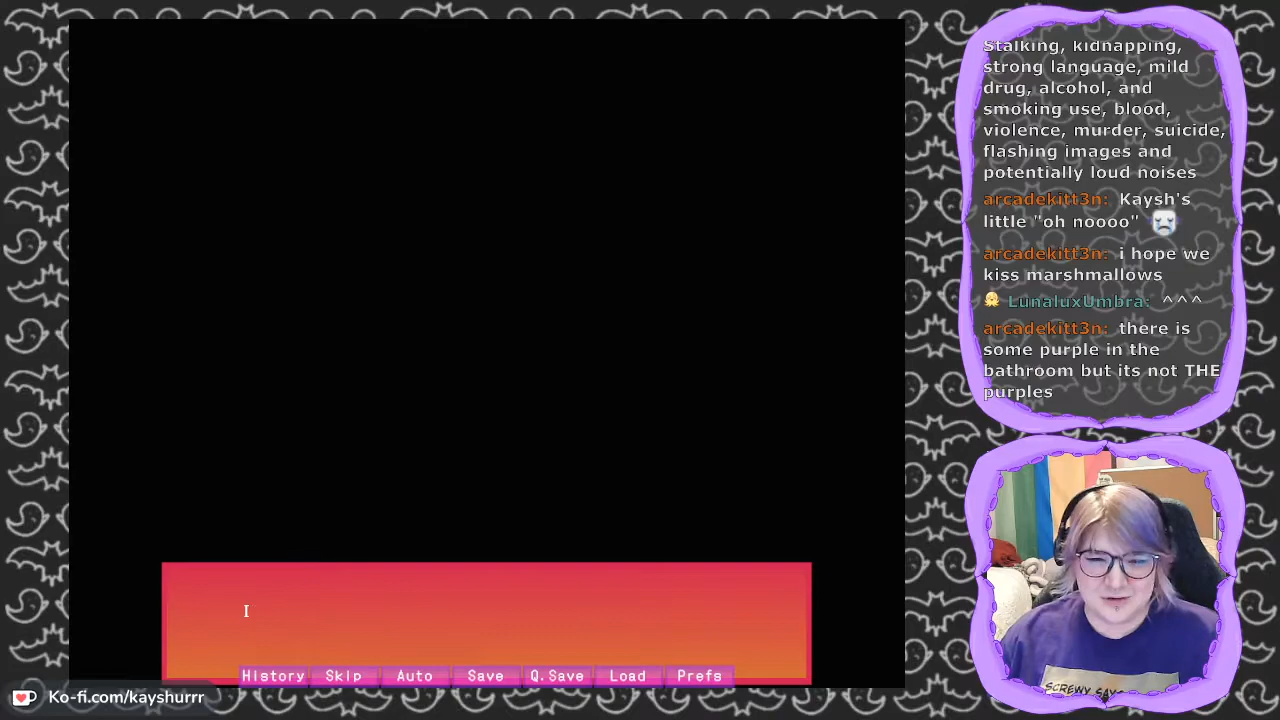 Stalking, kidnapping,
strong language, mild
drug, alcohol, and
smoking use, blood,
violence, murder, suicide,
flashing images and
potentially loud noises
arcadekitt3n: Kaysh's
little "oh noooo"
arcadekitt3n: i hope we
kiss marshmallows
LunaluxUmbra: ^^^
arcadekitt3n: there is
some purple in the
bathroom but its not THE
purples
I
History Skip Auto Save Q.Save Load Prefs
Ko-fi.com/kayshurrr
SCREWY SAYS